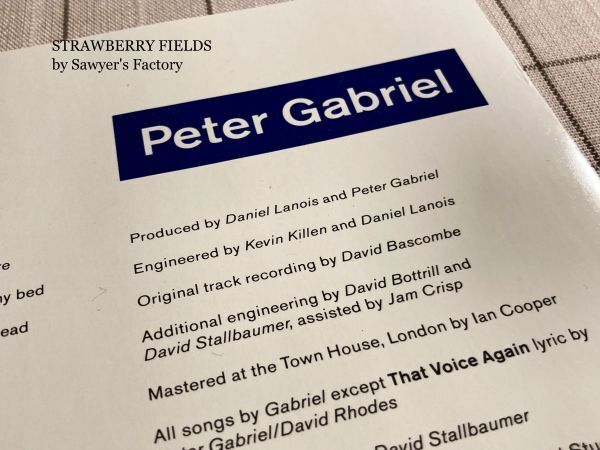 STRAWBERRY FIELDS
by Sawyer's Factory
Peter Gabriel
Produced by Daniel Lanois and Peter Gabriel
Engineered by Kevin Killen and Daniel Lanois
Original track recording by David Bascombe
Additional engineering by David Bottrill and
David Stallbaumer, assisted by Jam Crisp
Mastered at the Town House, London by Ian Cooper
All songs by Gabriel except That Voice Again lyric by
Gabriel/David Rhodes
David Stallbaumer
bed